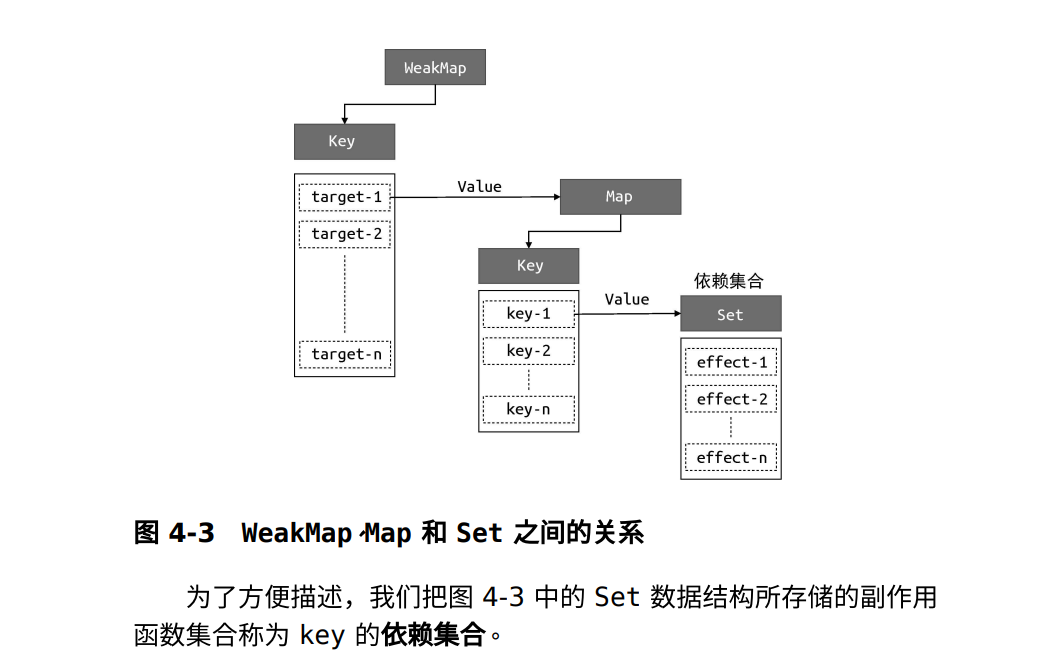 WeakMap
Key
target-1
Value
Map
target-2
Key
依赖集合
key-1
Value
Set
key-2
target-n
effect-1
effect-2
key-n
effect-n
图 4-3 WeakMap、Map 和 Set 之间的关系
为了方便描述，我们把图 4-3 中的 Set 数据结构所存储的副作用
函数集合称为 key 的依赖集合。